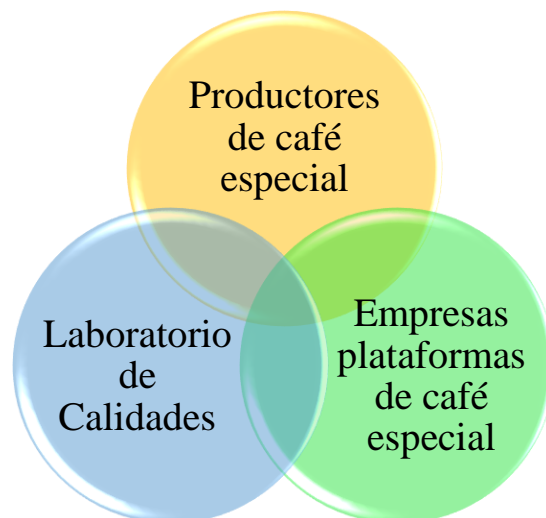 Productores
de café
especial
Laboratorio
de
Calidades
Empresas
plataformas
de café
especial